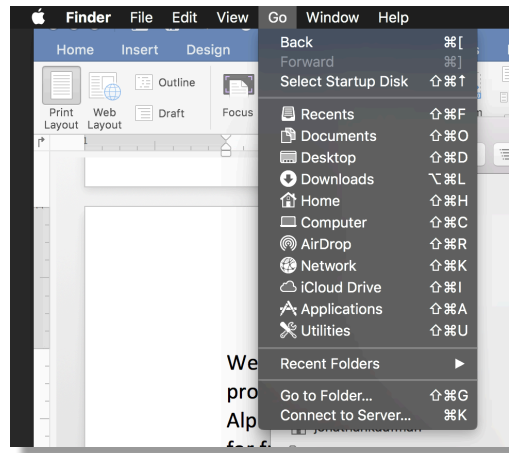 Finder File Edit View Go Window Help
Home Insert Design
Back ⌘[
Forward ⌘]
Select Startup Disk ⇧⌘↑
Outline
Print Layout
Web Layout
Draft
Focus
Recents ⇧⌘F
Documents ⇧⌘O
Desktop ⇧⌘D
Downloads ⌥⌘L
Home ⇧⌘H
Computer ⇧⌘C
AirDrop ⇧⌘R
Network ⇧⌘K
iCloud Drive ⇧⌘I
Applications ⇧⌘A
Utilities ⇧⌘U
Recent Folders ▶
Go to Folder... ⇧⌘G
Connect to Server... ⌘K
1
We
pro
Alp